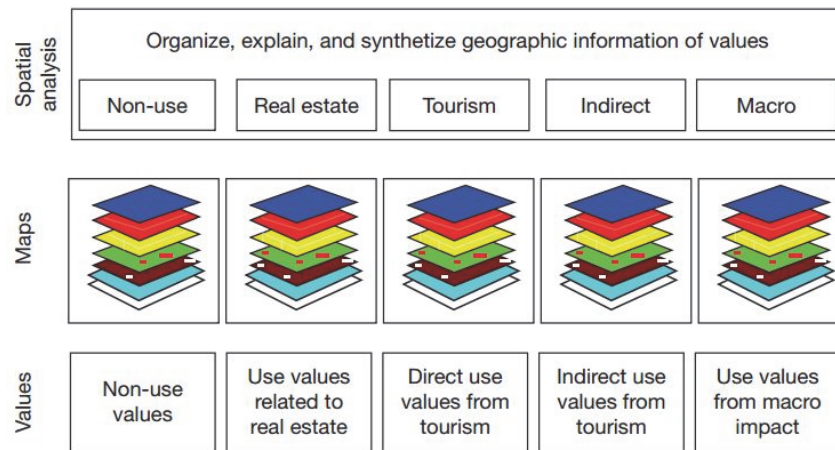 Spatial
analysis
Organize, explain, and synthetize geographic information of values
Non-use
Real estate
Tourism
Indirect
Macro
Maps
Values
Non-use
values
Use values
related to
real estate
Direct use
values from
tourism
Indirect use
values from
tourism
Use values
from macro
impact